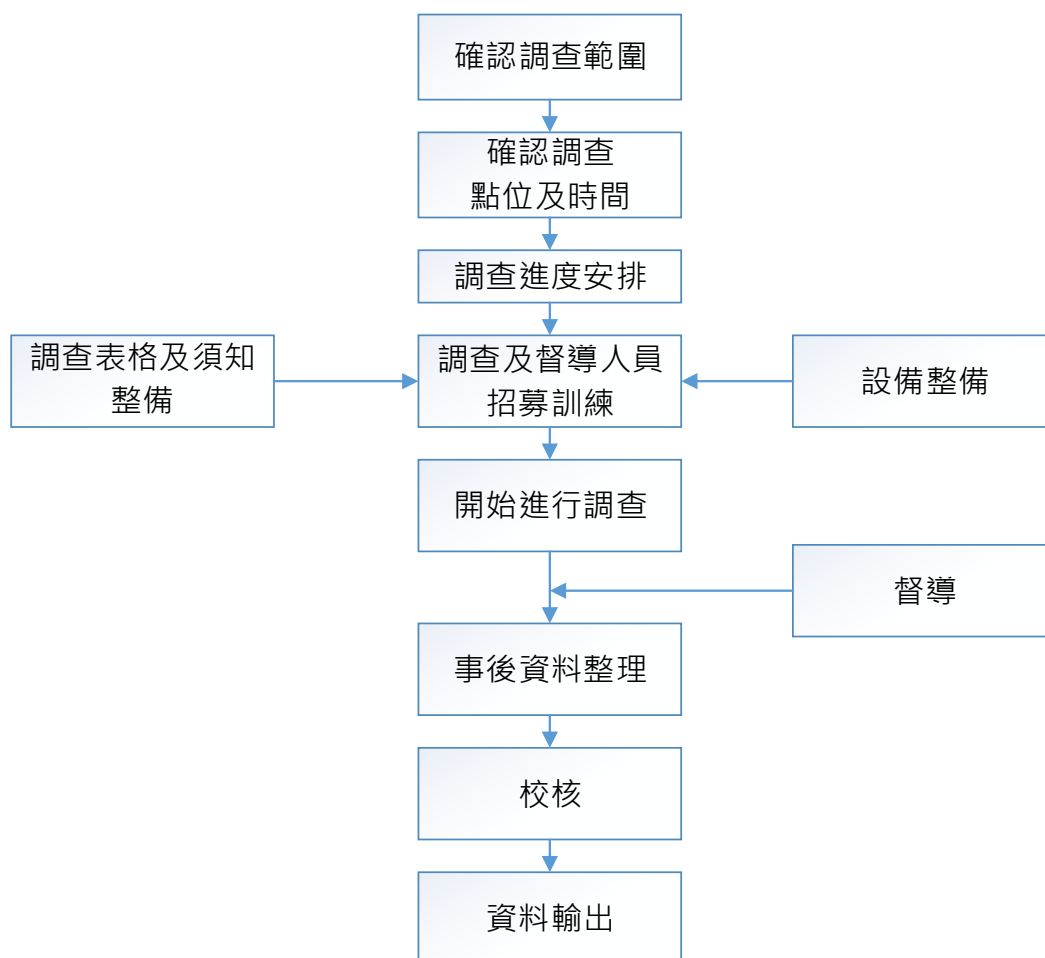 確認調查範圍
確認調查
點位及時間
調查進度安排
調查表格及須知
整備
調查及督導人員
招募訓練
設備整備
開始進行調查
督導
事後資料整理
校核
資料輸出